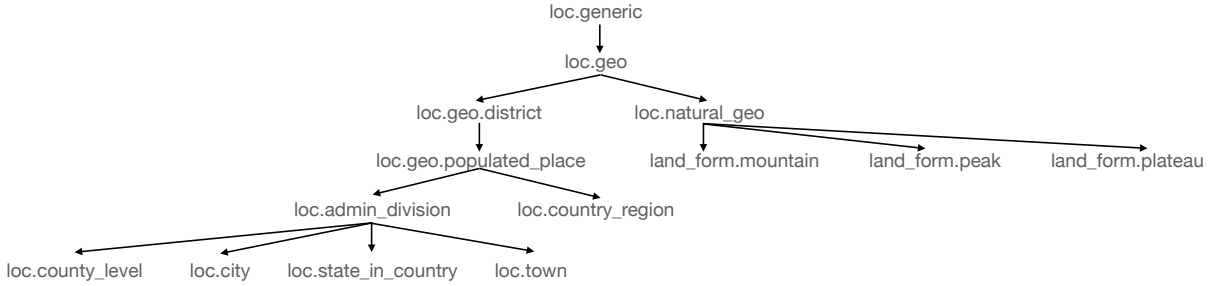 loc.generic
loc.geo
loc.geo.district loc.natural_geo
loc.geo.populated_place land_form.mountain land_form.peak land_form.plateau
loc.admin_division loc.country_region
loc.county_level loc.city loc.state_in_country loc.town